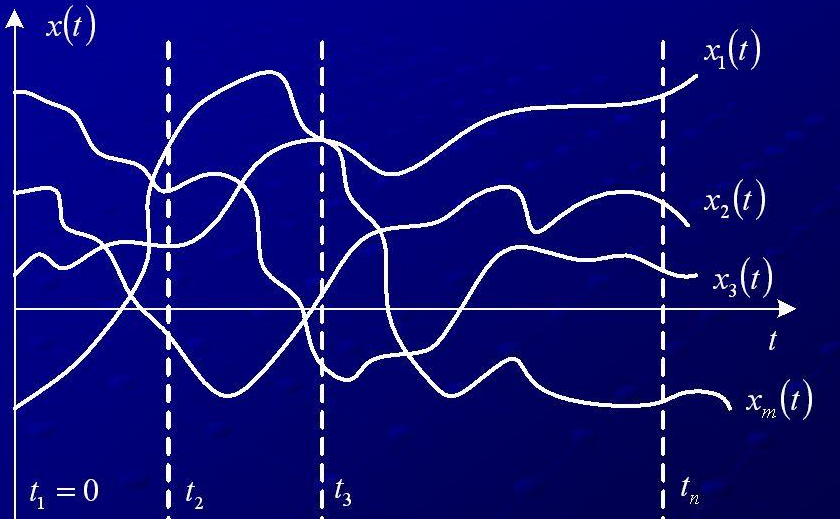 x(t)
x₁(t)
x₂(t)
x₃(t)
t
xₘ(t)
t₁ = 0
t₂
t₃
tₙ